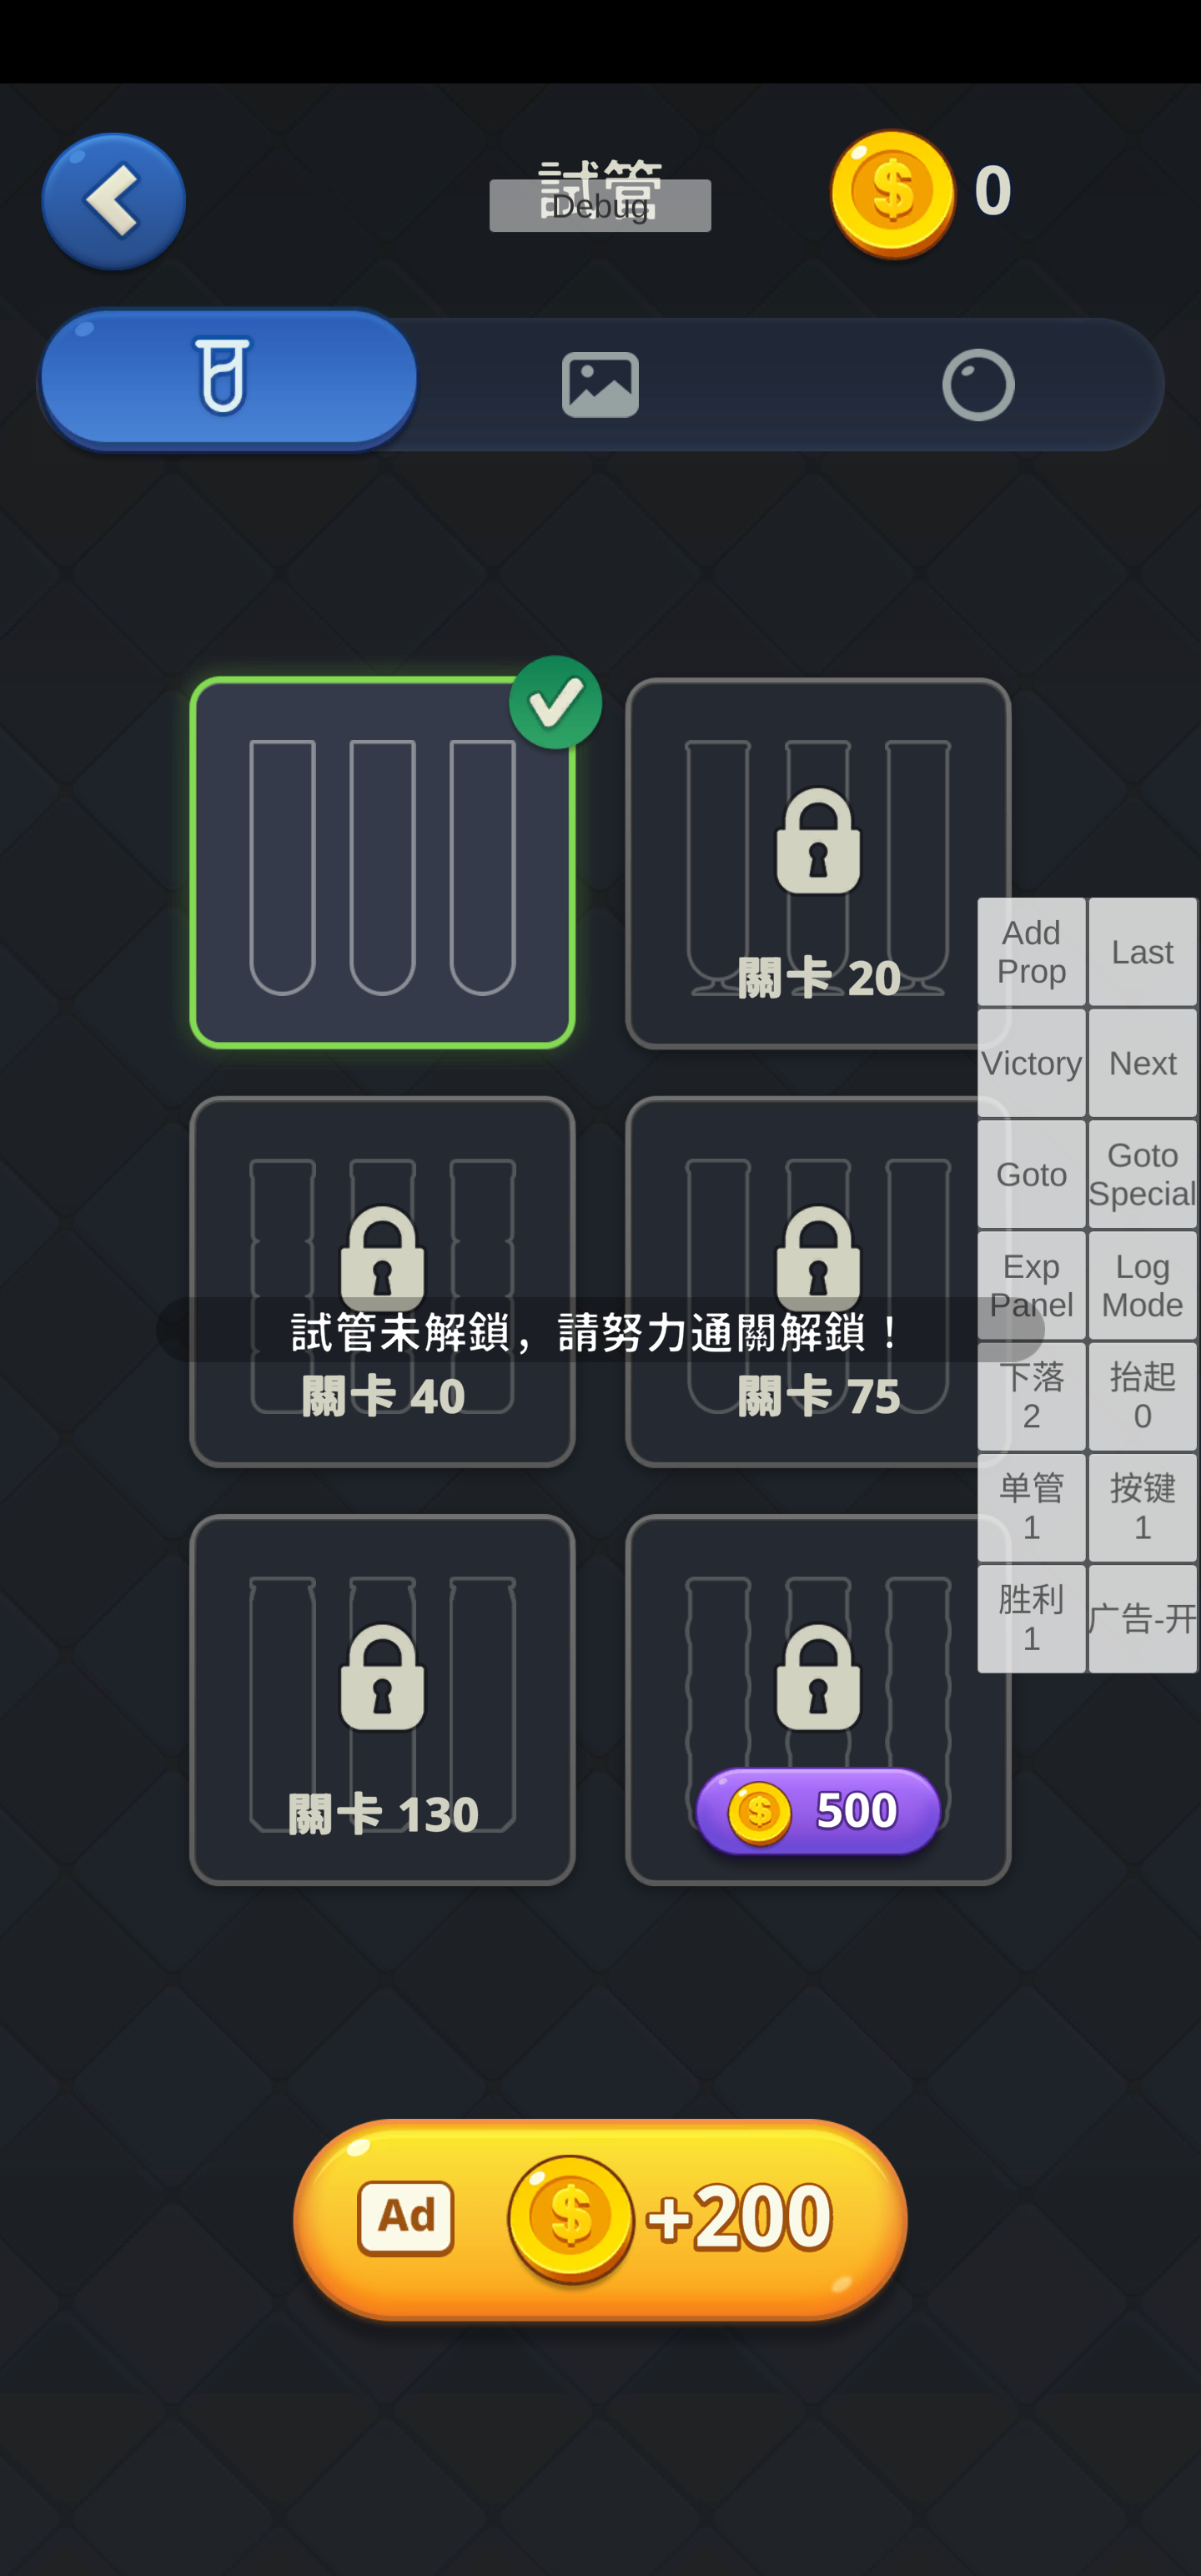 試管
Debug
0
關卡 20
Add Prop
Last
Victory
Next
Goto
Goto Special
Exp Panel
Log Mode
試管未解鎖，請努力通關解鎖！
關卡 40
關卡 75
下落 2
抬起 0
单管 1
按键 1
胜利 1
广告-开
關卡 130
500
Ad
+200